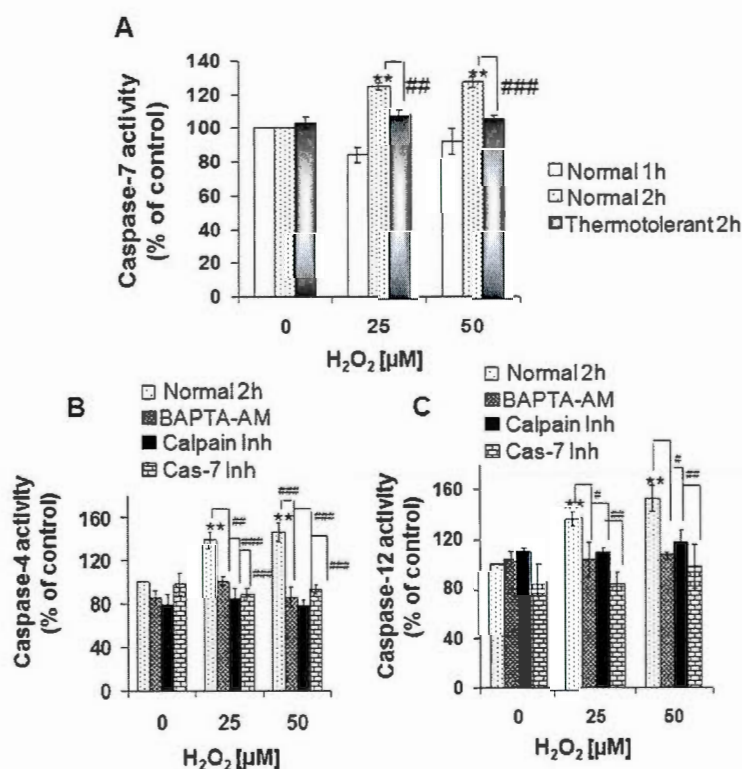 A
Caspase-7 activity
(% of control)
140
120
100
80
60
40
20
0
**
##
**
###
0
25
50
H₂O₂ [µM]
Normal 1h
Normal 2h
Thermotolerant 2h
B
Normal 2h
BAPTA-AM
Calpain Inh
Cas-7 Inh
Caspase-4 activity
(% of control)
160
120
80
40
0
**
##
###
###
**
###
###
###
0
25
50
H₂O₂ [µM]
C
Normal 2h
BAPTA-AM
Calpain Inh
Cas-7 Inh
Caspase-12 activity
(% of control)
160
120
80
40
0
**
#
##
**
#
##
0
25
50
H₂O₂ [µM]